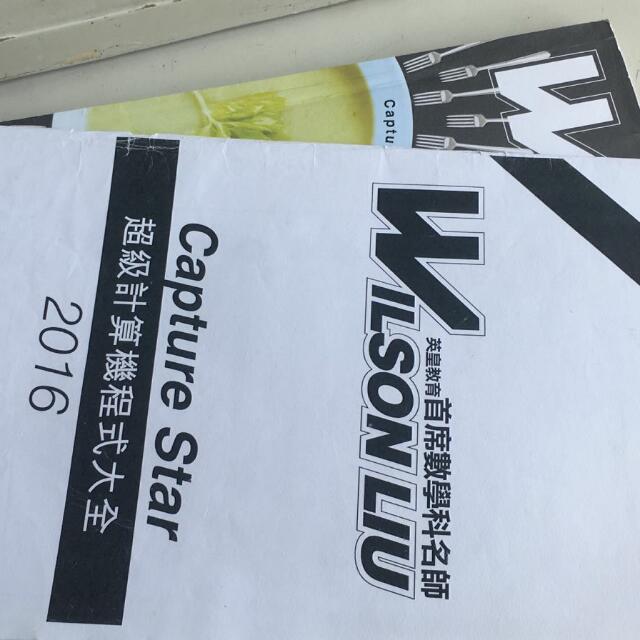 WILSON LIU
英皇教育首席數學科名師
Capture Star
超級計算機程式大全
2016
Captu
W